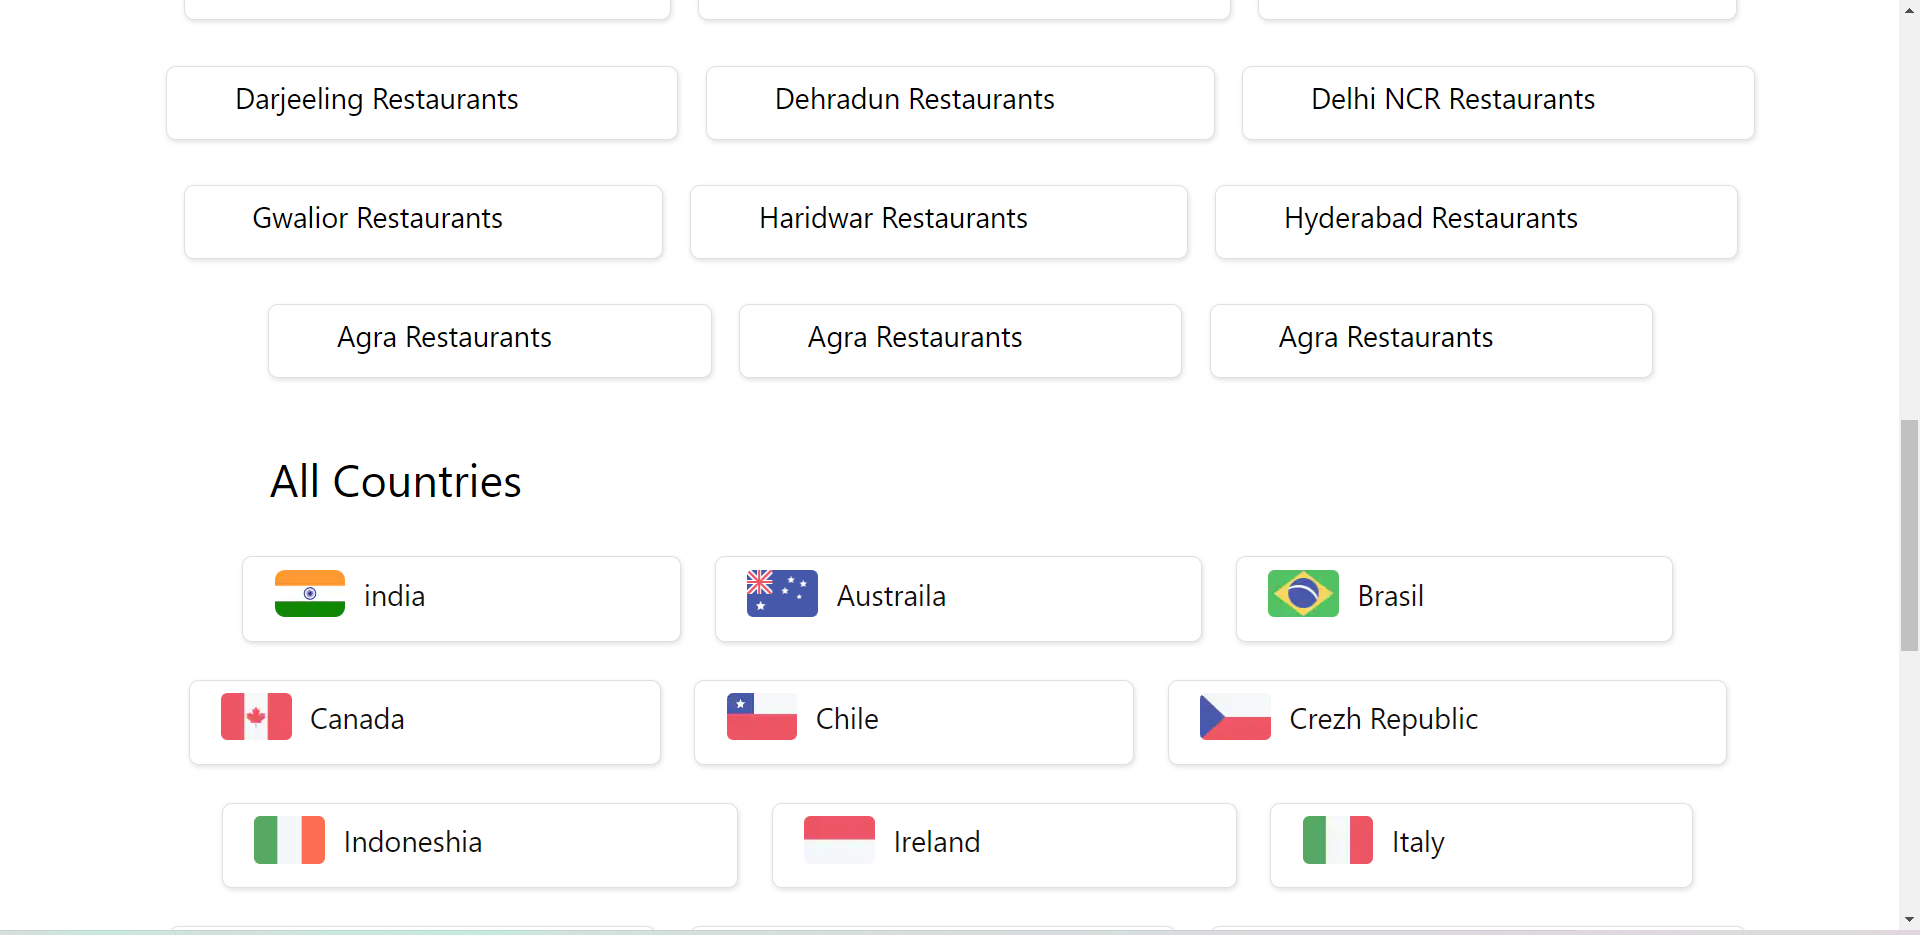 Darjeeling Restaurants
Dehradun Restaurants
Delhi NCR Restaurants
Gwalior Restaurants
Haridwar Restaurants
Hyderabad Restaurants
Agra Restaurants
Agra Restaurants
Agra Restaurants
All Countries
india
Austraila
Brasil
Canada
Chile
Crezh Republic
Indoneshia
Ireland
Italy